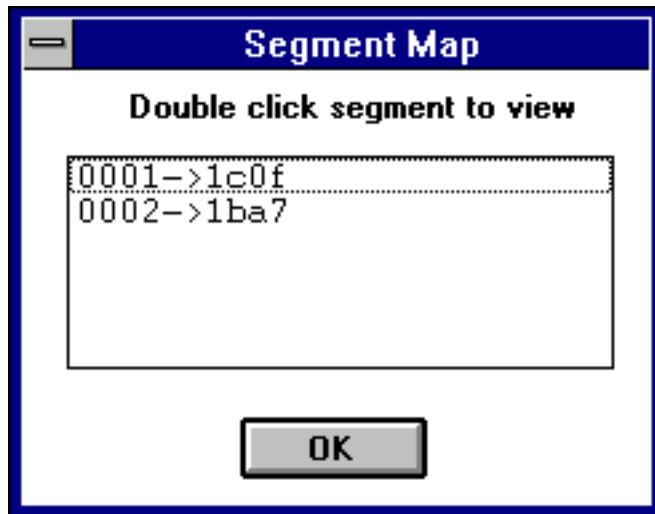 Segment Map
Double click segment to view
0001->1c0f
0002->1ba7
OK